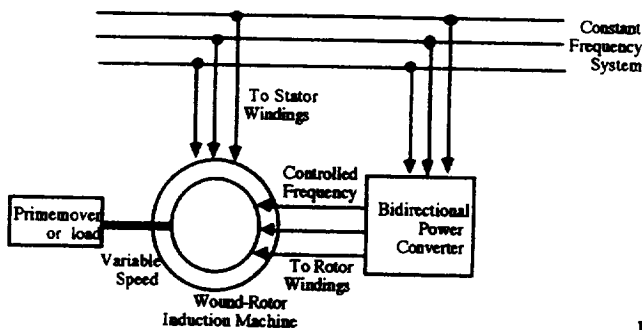 Constant
Frequency
System
To Stator
Windings
Controlled
Frequency
Primemover
or load
Bidirectional
Power
Converter
Variable
Speed
To Rotor
Windings
Wound-Rotor
Induction Machine